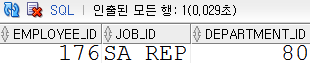 SQL | 인출된 모든 행: 1(0,029초)
EMPLOYEE_ID JOB_ID DEPARTMENT_ID
176 SA_REP 80